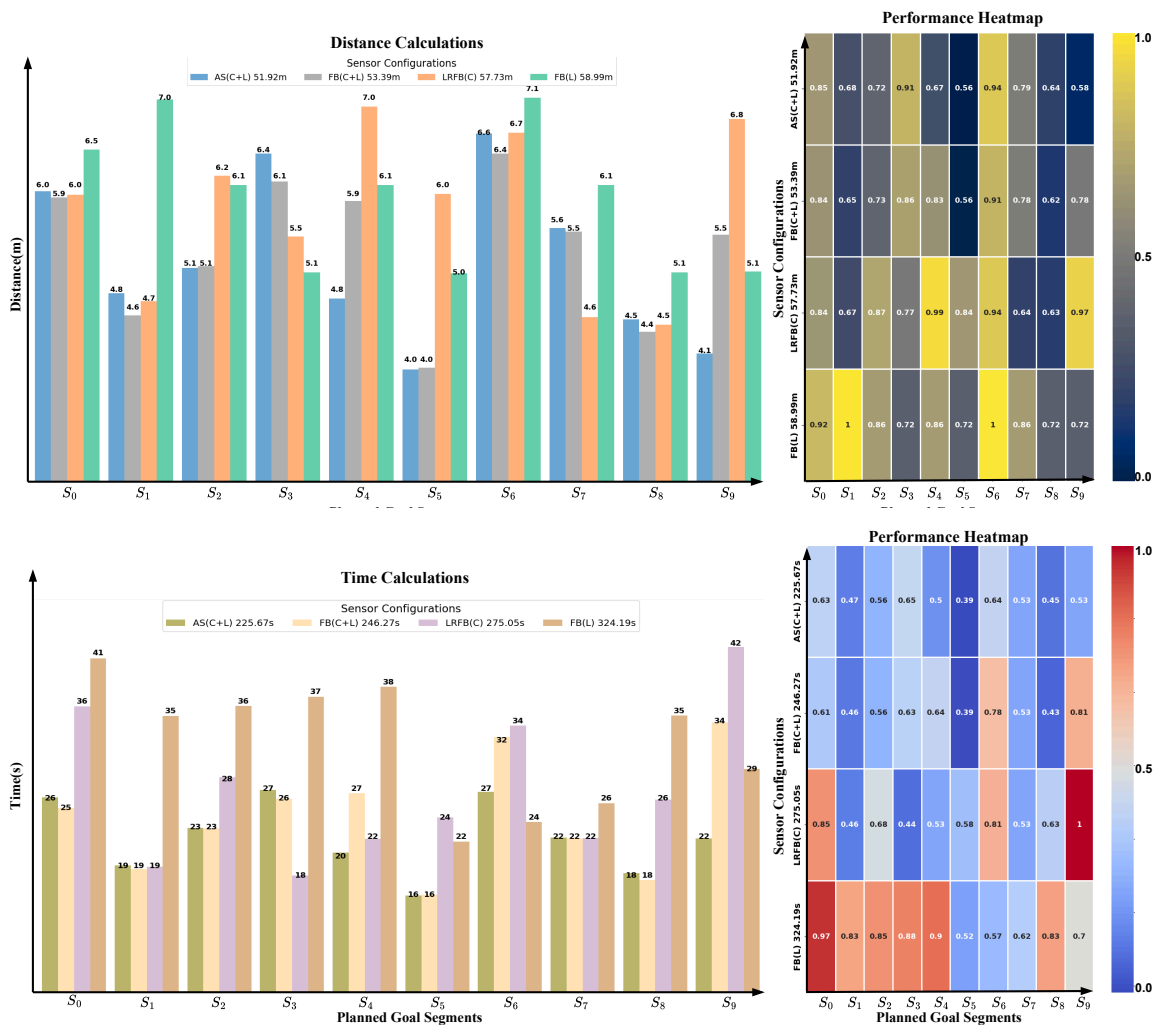 Distance Calculations
Sensor Configurations
AS(C+L) 51.92m FB(C+L) 53.39m LRFB(C) 57.73m FB(L) 58.99m
Distance(m)
6.0 5.9 6.0 6.5
4.8 4.6 4.7 7.0
5.1 5.1 6.2 6.1
6.4 6.1 5.5 5.1
4.8 5.9 7.0 6.1
4.0 4.0 6.0 5.0
6.6 6.4 6.7 7.1
5.6 5.5 4.6 6.1
4.5 4.4 4.5 5.1
4.1 5.5 6.8 5.1
S0 S1 S2 S3 S4 S5 S6 S7 S8 S9
Performance Heatmap
Sensor Configurations
AS(C+L) 51.92m
0.85 0.68 0.72 0.91 0.67 0.56 0.94 0.79 0.64 0.58
FB(C+L) 53.39m
0.84 0.65 0.73 0.86 0.83 0.56 0.91 0.78 0.62 0.78
LRFB(C) 57.73m
0.84 0.67 0.87 0.77 0.99 0.84 0.94 0.64 0.63 0.97
FB(L) 58.99m
0.92 1 0.86 0.72 0.86 0.72 1 0.86 0.72 0.72
S0 S1 S2 S3 S4 S5 S6 S7 S8 S9
1.0
0.5
0.0
Time Calculations
Sensor Configurations
AS(C+L) 225.67s FB(C+L) 246.27s LRFB(C) 275.05s FB(L) 324.19s
Time(s)
26 25 36 41
19 19 19 35
23 23 28 36
27 26 18 37
20 27 22 38
16 16 24 22
27 32 34 24
22 22 22 26
18 18 26 35
22 34 42 29
S0 S1 S2 S3 S4 S5 S6 S7 S8 S9
Planned Goal Segments
Performance Heatmap
Sensor Configurations
AS(C+L) 225.67s
0.63 0.47 0.56 0.65 0.5 0.39 0.64 0.53 0.45 0.53
FB(C+L) 246.27s
0.61 0.46 0.56 0.63 0.64 0.39 0.78 0.53 0.43 0.81
LRFB(C) 275.05s
0.85 0.46 0.68 0.44 0.53 0.58 0.81 0.53 0.63 1
FB(L) 324.19s
0.97 0.83 0.85 0.88 0.9 0.52 0.57 0.62 0.83 0.7
S0 S1 S2 S3 S4 S5 S6 S7 S8 S9
Planned Goal Segments
1.0
0.5
0.0